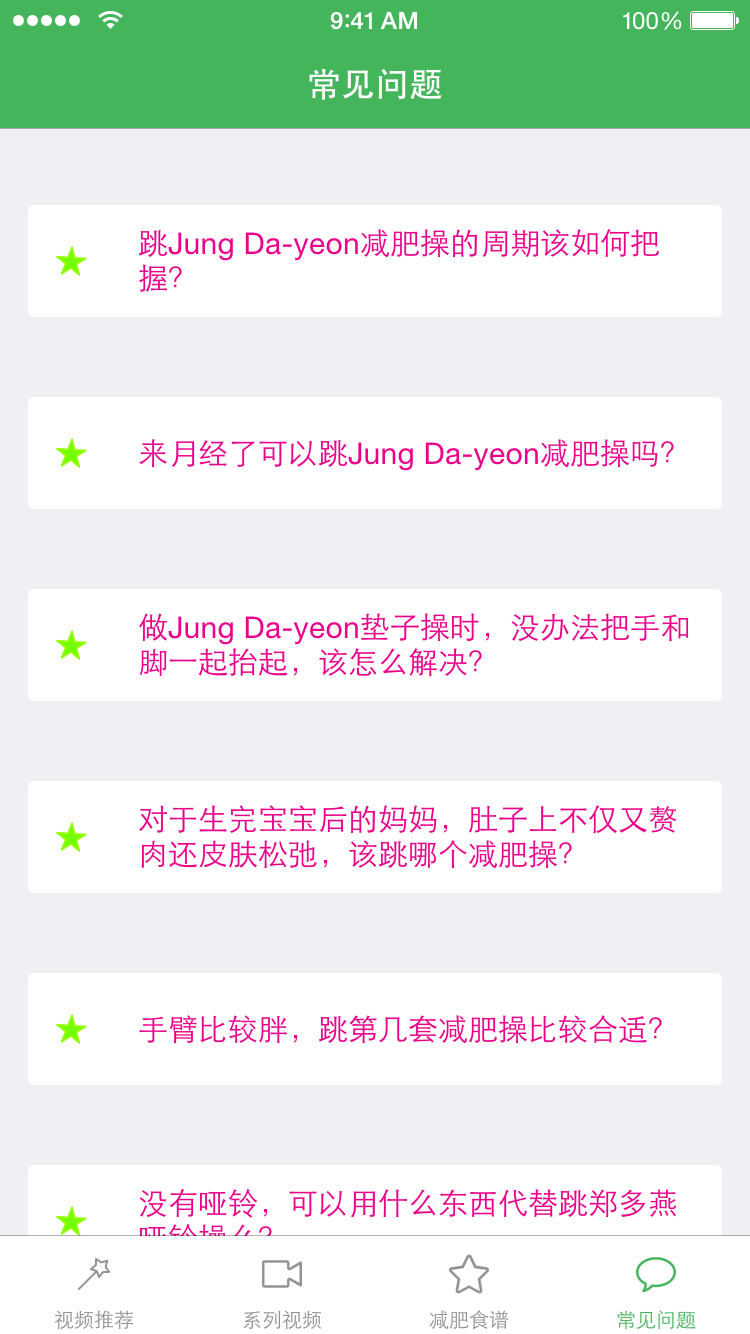 9:41 AM
100%
常见问题
跳Jung Da-yeon减肥操的周期该如何把
握？
来月经了可以跳Jung Da-yeon减肥操吗？
做Jung Da-yeon垫子操时，没办法把手和
脚一起抬起，该怎么解决？
对于生完宝宝后的妈妈，肚子上不仅又赘
肉还皮肤松弛，该跳哪个减肥操？
手臂比较胖，跳第几套减肥操比较合适？
没有哑铃，可以用什么东西代替跳郑多燕
哑铃操么？
视频推荐
系列视频
减肥食谱
常见问题